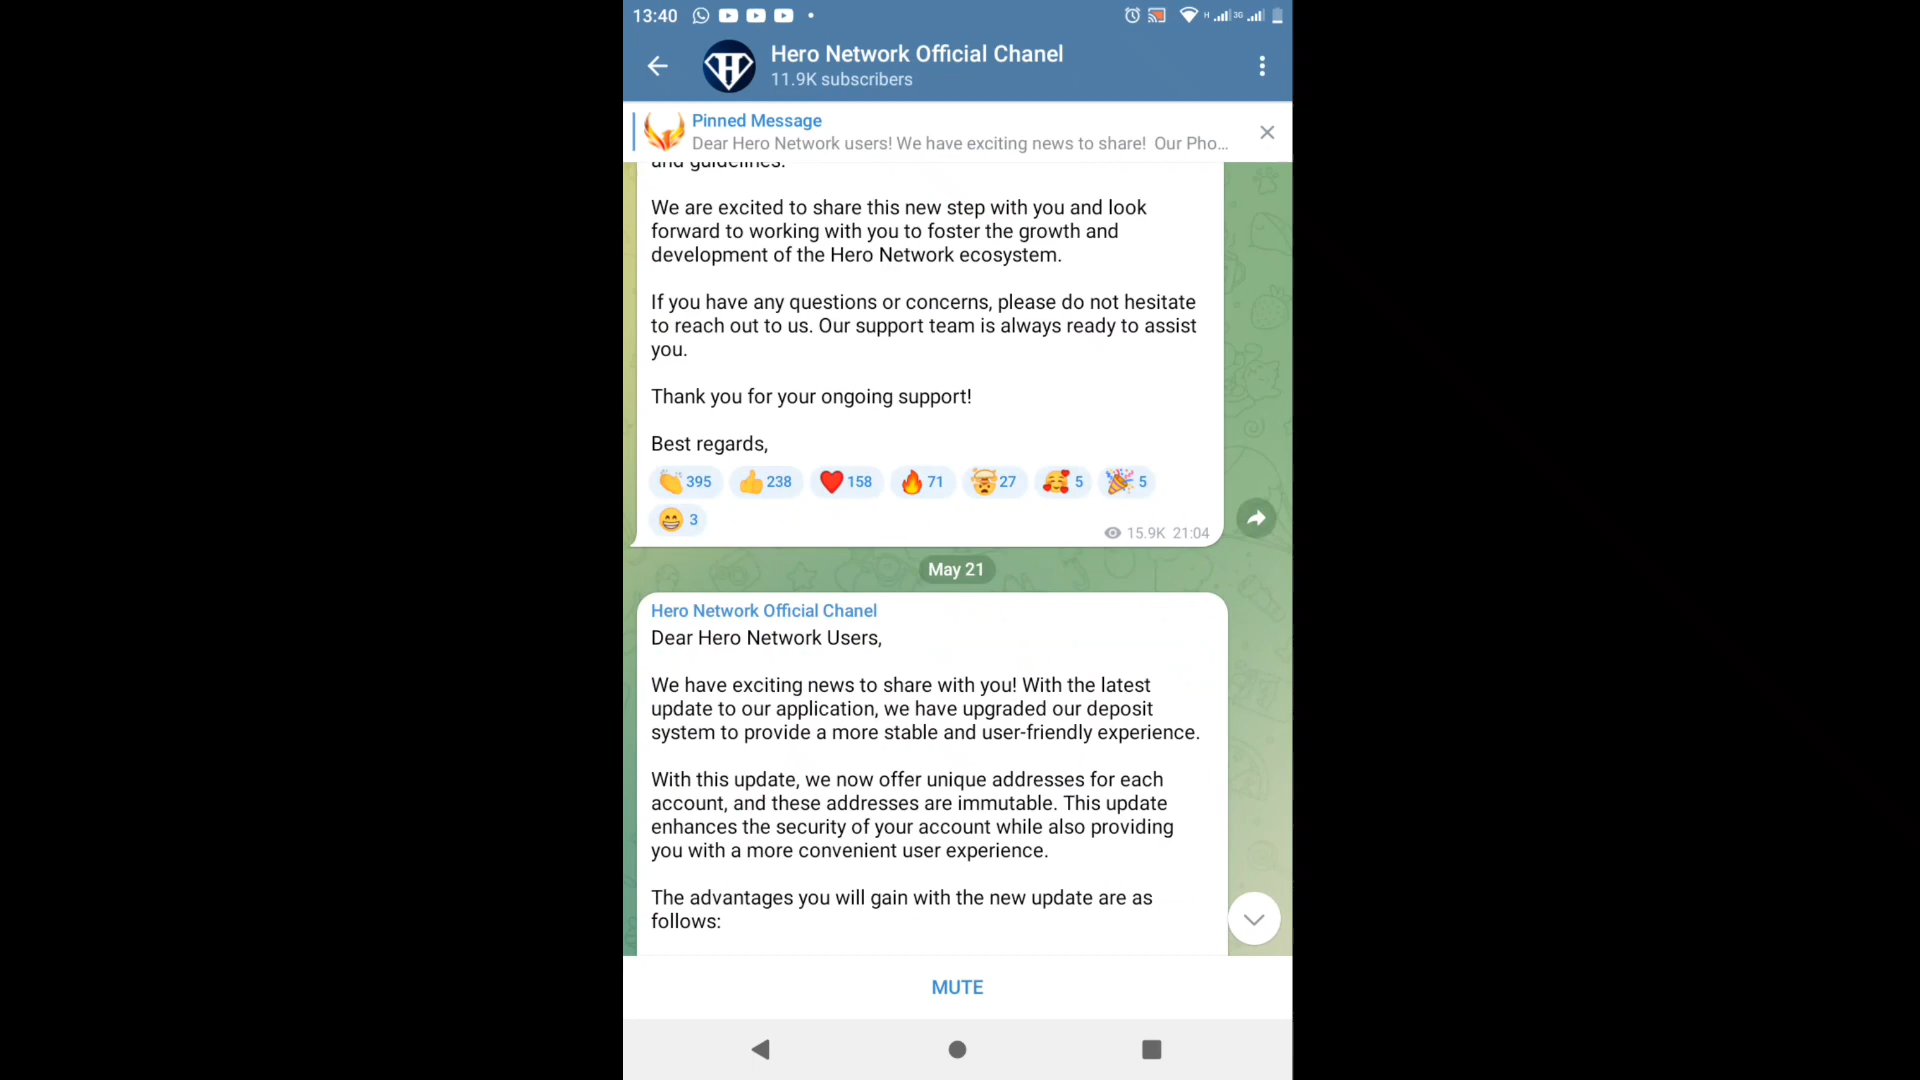 13:40
H
3G
Hero Network Official Chanel
11.9K subscribers
Pinned Message
Dear Hero Network users! We have exciting news to share! Our Pho...
and guidelines.
We are excited to share this new step with you and look
forward to working with you to foster the growth and
development of the Hero Network ecosystem.
If you have any questions or concerns, please do not hesitate
to reach out to us. Our support team is always ready to assist
you.
Thank you for your ongoing support!
Best regards,
395 238 158 71 27 5 5
3
15.9K 21:04
May 21
Hero Network Official Chanel
Dear Hero Network Users,
We have exciting news to share with you! With the latest
update to our application, we have upgraded our deposit
system to provide a more stable and user-friendly experience.
With this update, we now offer unique addresses for each
account, and these addresses are immutable. This update
enhances the security of your account while also providing
you with a more convenient user experience.
The advantages you will gain with the new update are as
follows:
MUTE